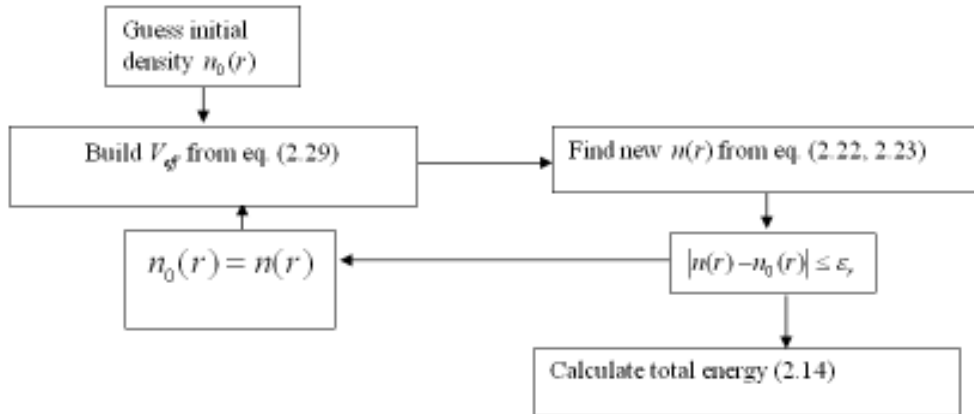 Guess initial
density n₀(r)
Build V_eff from eq. (2.29)
Find new n(r) from eq. (2.22, 2.23)
n₀(r) = n(r)
|n(r) − n₀(r)| ≤ εᵣ
Calculate total energy (2.14)